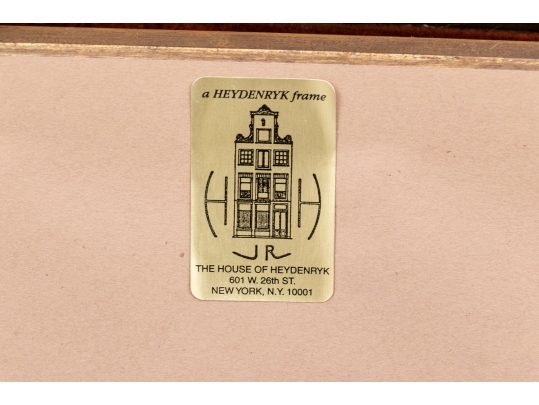 a HEYDENRYK frame
H H
JR
THE HOUSE OF HEYDENRYK
601 W. 26th ST.
NEW YORK, N.Y. 10001